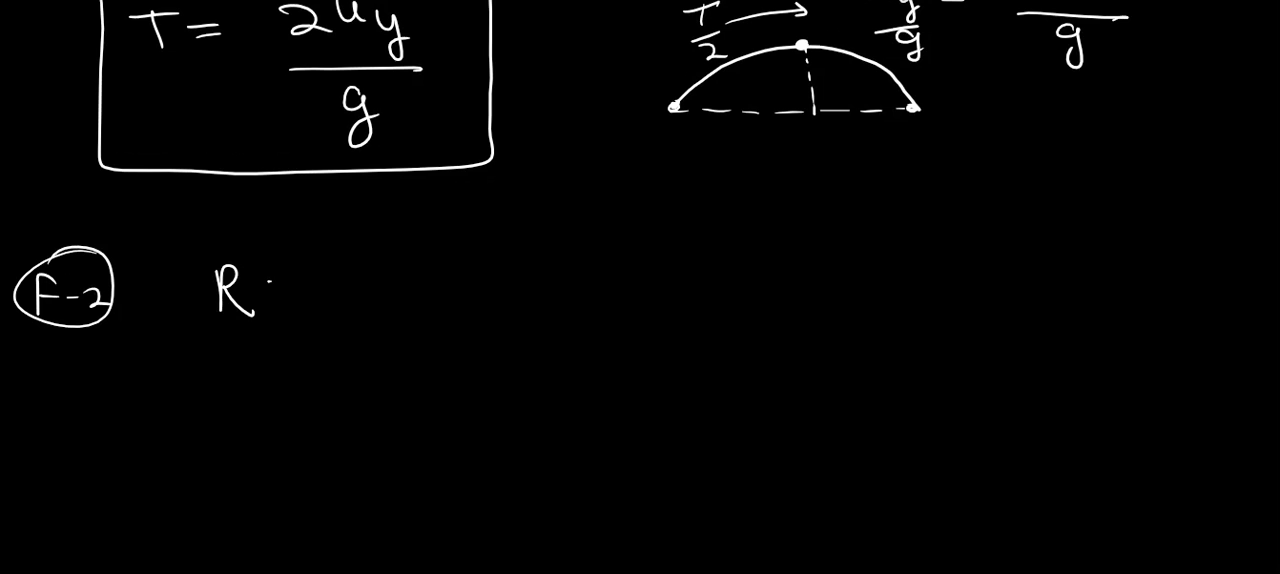 T = 2u_y / g
T/2
y/g =
g
F-2 R